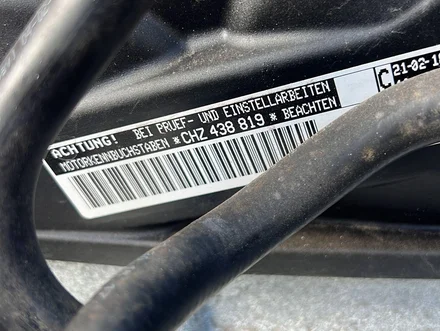 ACHTUNG! BEI PRUEF- UND EINSTELLARBEITEN
MOTORKENNBUCHSTABEN *CHZ 438 819* BEACHTEN
C 21-02-1